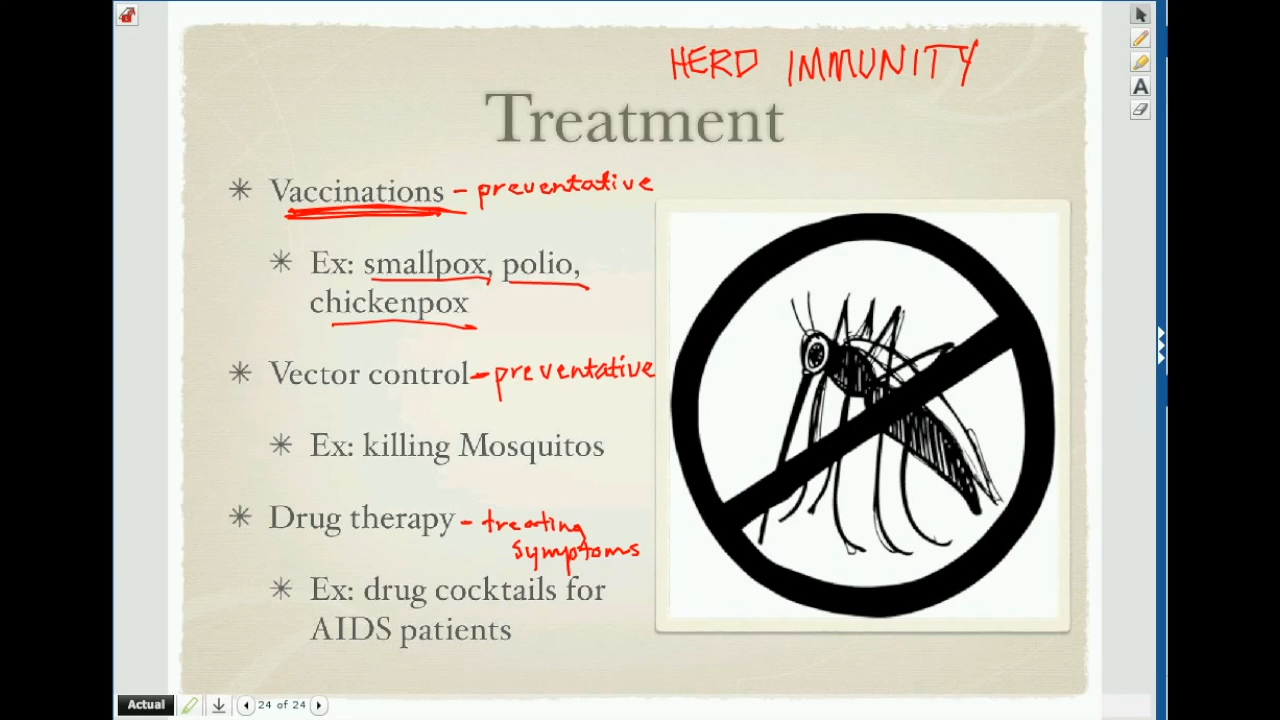 HERD IMMUNITY
Treatment
Vaccinations - preventative
Ex: smallpox, polio,
chickenpox
Vector control - preventative
Ex: killing Mosquitos
Drug therapy - treating
symptoms
Ex: drug cocktails for
AIDS patients
A
Actual
24 of 24